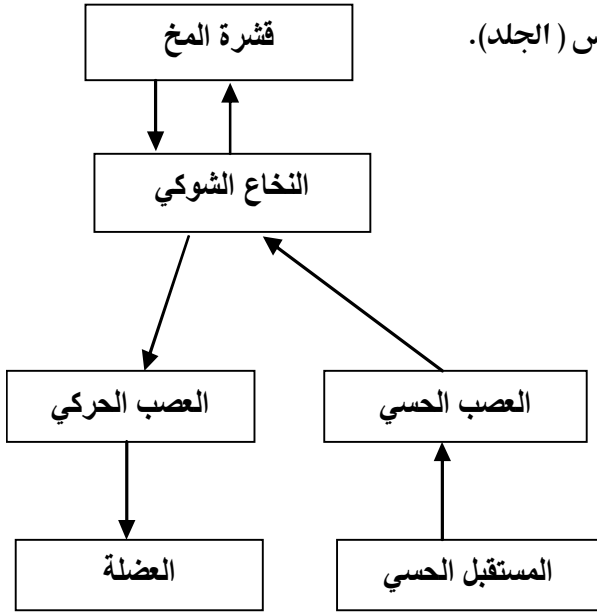 ( الجلد).
قشرة المخ
النخاع الشوكي
العصب الحسي
العصب الحركي
المستقبل الحسي
العضلة